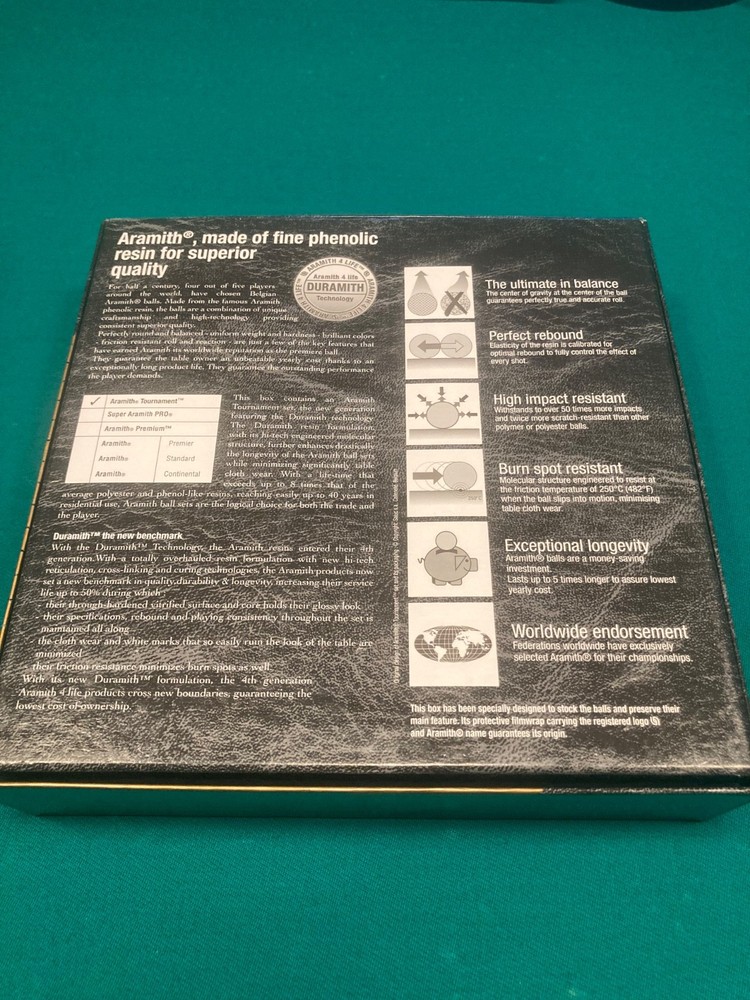 Aramith®, made of fine phenolic
resin for superior
quality
ARAMITH 4 LIFE™
Aramith 4 life
DURAMITH
Technology
For half a century, four out of five players
around the world, have chosen Belgian
Aramith® balls. Made from the famous Aramith
phenolic resin, the balls are a combination of unique
craftsmanship and high-technology providing
consistent superior quality.
Perfectly round and balanced - uniform weight and hardness - brilliant colors
- friction resistant roll and reaction - are just a few of the key features that
have earned Aramith its worldwide reputation as the premiere ball.
They guarantee the table owner an unbeatable yearly cost thanks to an
exceptionally long product life. They guarantee the outstanding performance
the player demands.
✓ Aramith® Tournament™
Super Aramith PRO®
Aramith® Premium™
Aramith® Premier
Aramith® Standard
Aramith® Continental
This box contains an Aramith
Tournament set, the new generation
featuring the Duramith technology.
The Duramith resin formulation,
with its hi-tech engineered molecular
structure, further enhances drastically
the longevity of the Aramith ball sets
while minimizing significantly table
cloth wear. With a life-time that
exceeds up to 8 times that of the
average polyester and phenol-like-resins, reaching easily up to 40 years in
residential use, Aramith ball sets are the logical choice for both the trade and
the player.
Duramith™ the new benchmark
With the Duramith™ Technology, the Aramith resins entered their 4th
generation. With a totally overhauled resin formulation with new hi-tech
reticulation, cross-linking and curing technologies, the Aramith products now
set a new benchmark in quality, durability & longevity, increasing their service
life up to 50% during which :
- their through-hardened vitrified surface and core holds their glossy look
- their specifications, rebound and playing consistency throughout the set is
maintained all along
- the cloth wear and white marks that so easily ruin the look of the table are
minimized
- their friction resistance minimizes burn spots as well.
With its new Duramith™ formulation, the 4th generation
Aramith 4 life products cross new boundaries, guaranteeing the
lowest cost of ownership.
The ultimate in balance
The center of gravity at the center of the ball
guarantees perfectly true and accurate roll.
Perfect rebound
Elasticity of the resin is calibrated for
optimal rebound to fully control the effect of
every shot.
High impact resistant
Withstands to over 50 times more impacts
and twice more scratch-resistant than other
polymer or polyester balls.
250°C
Burn spot resistant
Molecular structure engineered to resist at
the friction temperature of 250°C (482°F)
when the ball slips into motion, minimising
table cloth wear.
Exceptional longevity
Aramith® balls are a money-saving
investment.
Lasts up to 5 times longer to assure lowest
yearly cost.
Worldwide endorsement
Federations worldwide have exclusively
selected Aramith® for their championships.
This box has been specially designed to stock the balls and preserve their
main feature. Its protective filmwrap carrying the registered logo
and Aramith® name guarantees its origin.